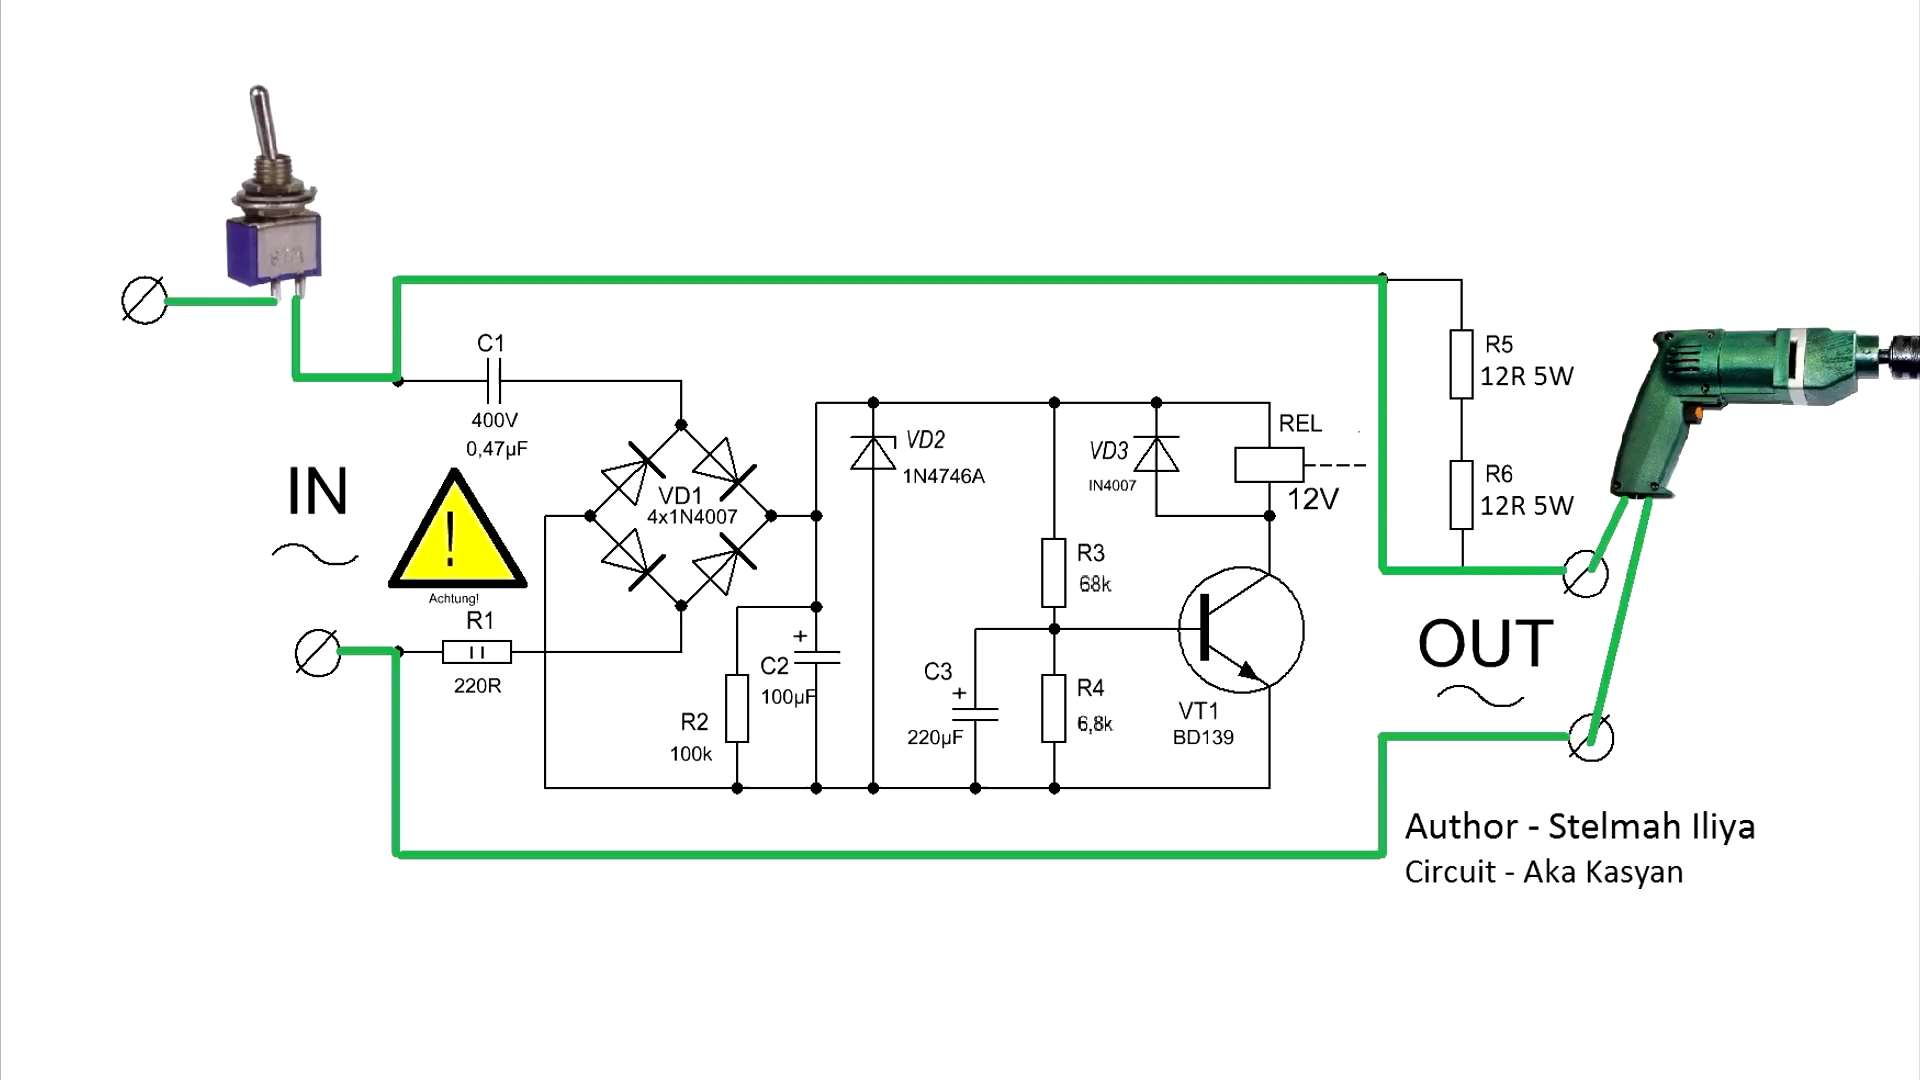 C1
400V
0,47µF
IN
!
Achtung!
R1
220R
VD1
4x1N4007
VD2
1N4746A
VD3
IN4007
REL
12V
R5
12R 5W
R6
12R 5W
R3
68k
+
C2
100µF
R2
100k
C3
+
220µF
R4
6,8k
VT1
BD139
OUT
Author - Stelmah Iliya
Circuit - Aka Kasyan